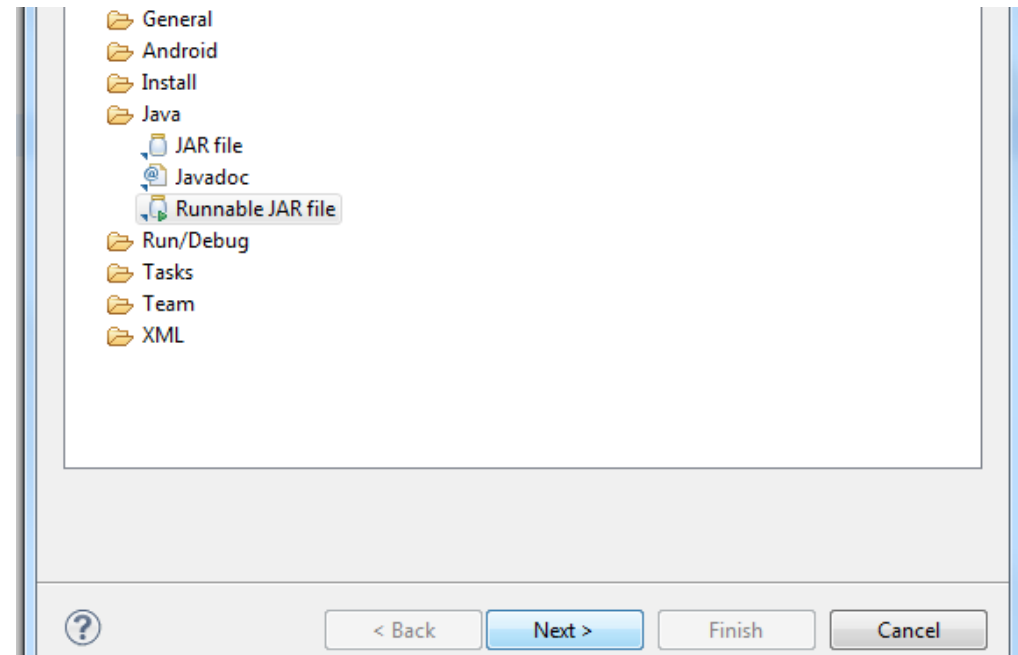 General
Android
Install
Java
JAR file
Javadoc
Runnable JAR file
Run/Debug
Tasks
Team
XML
? < Back Next > Finish Cancel